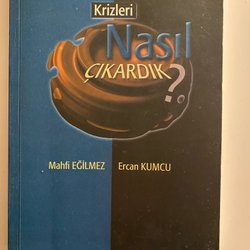 Krizleri
Nasıl
ÇIKARDIK?
Mahfi EĞİLMEZ Ercan KUMCU